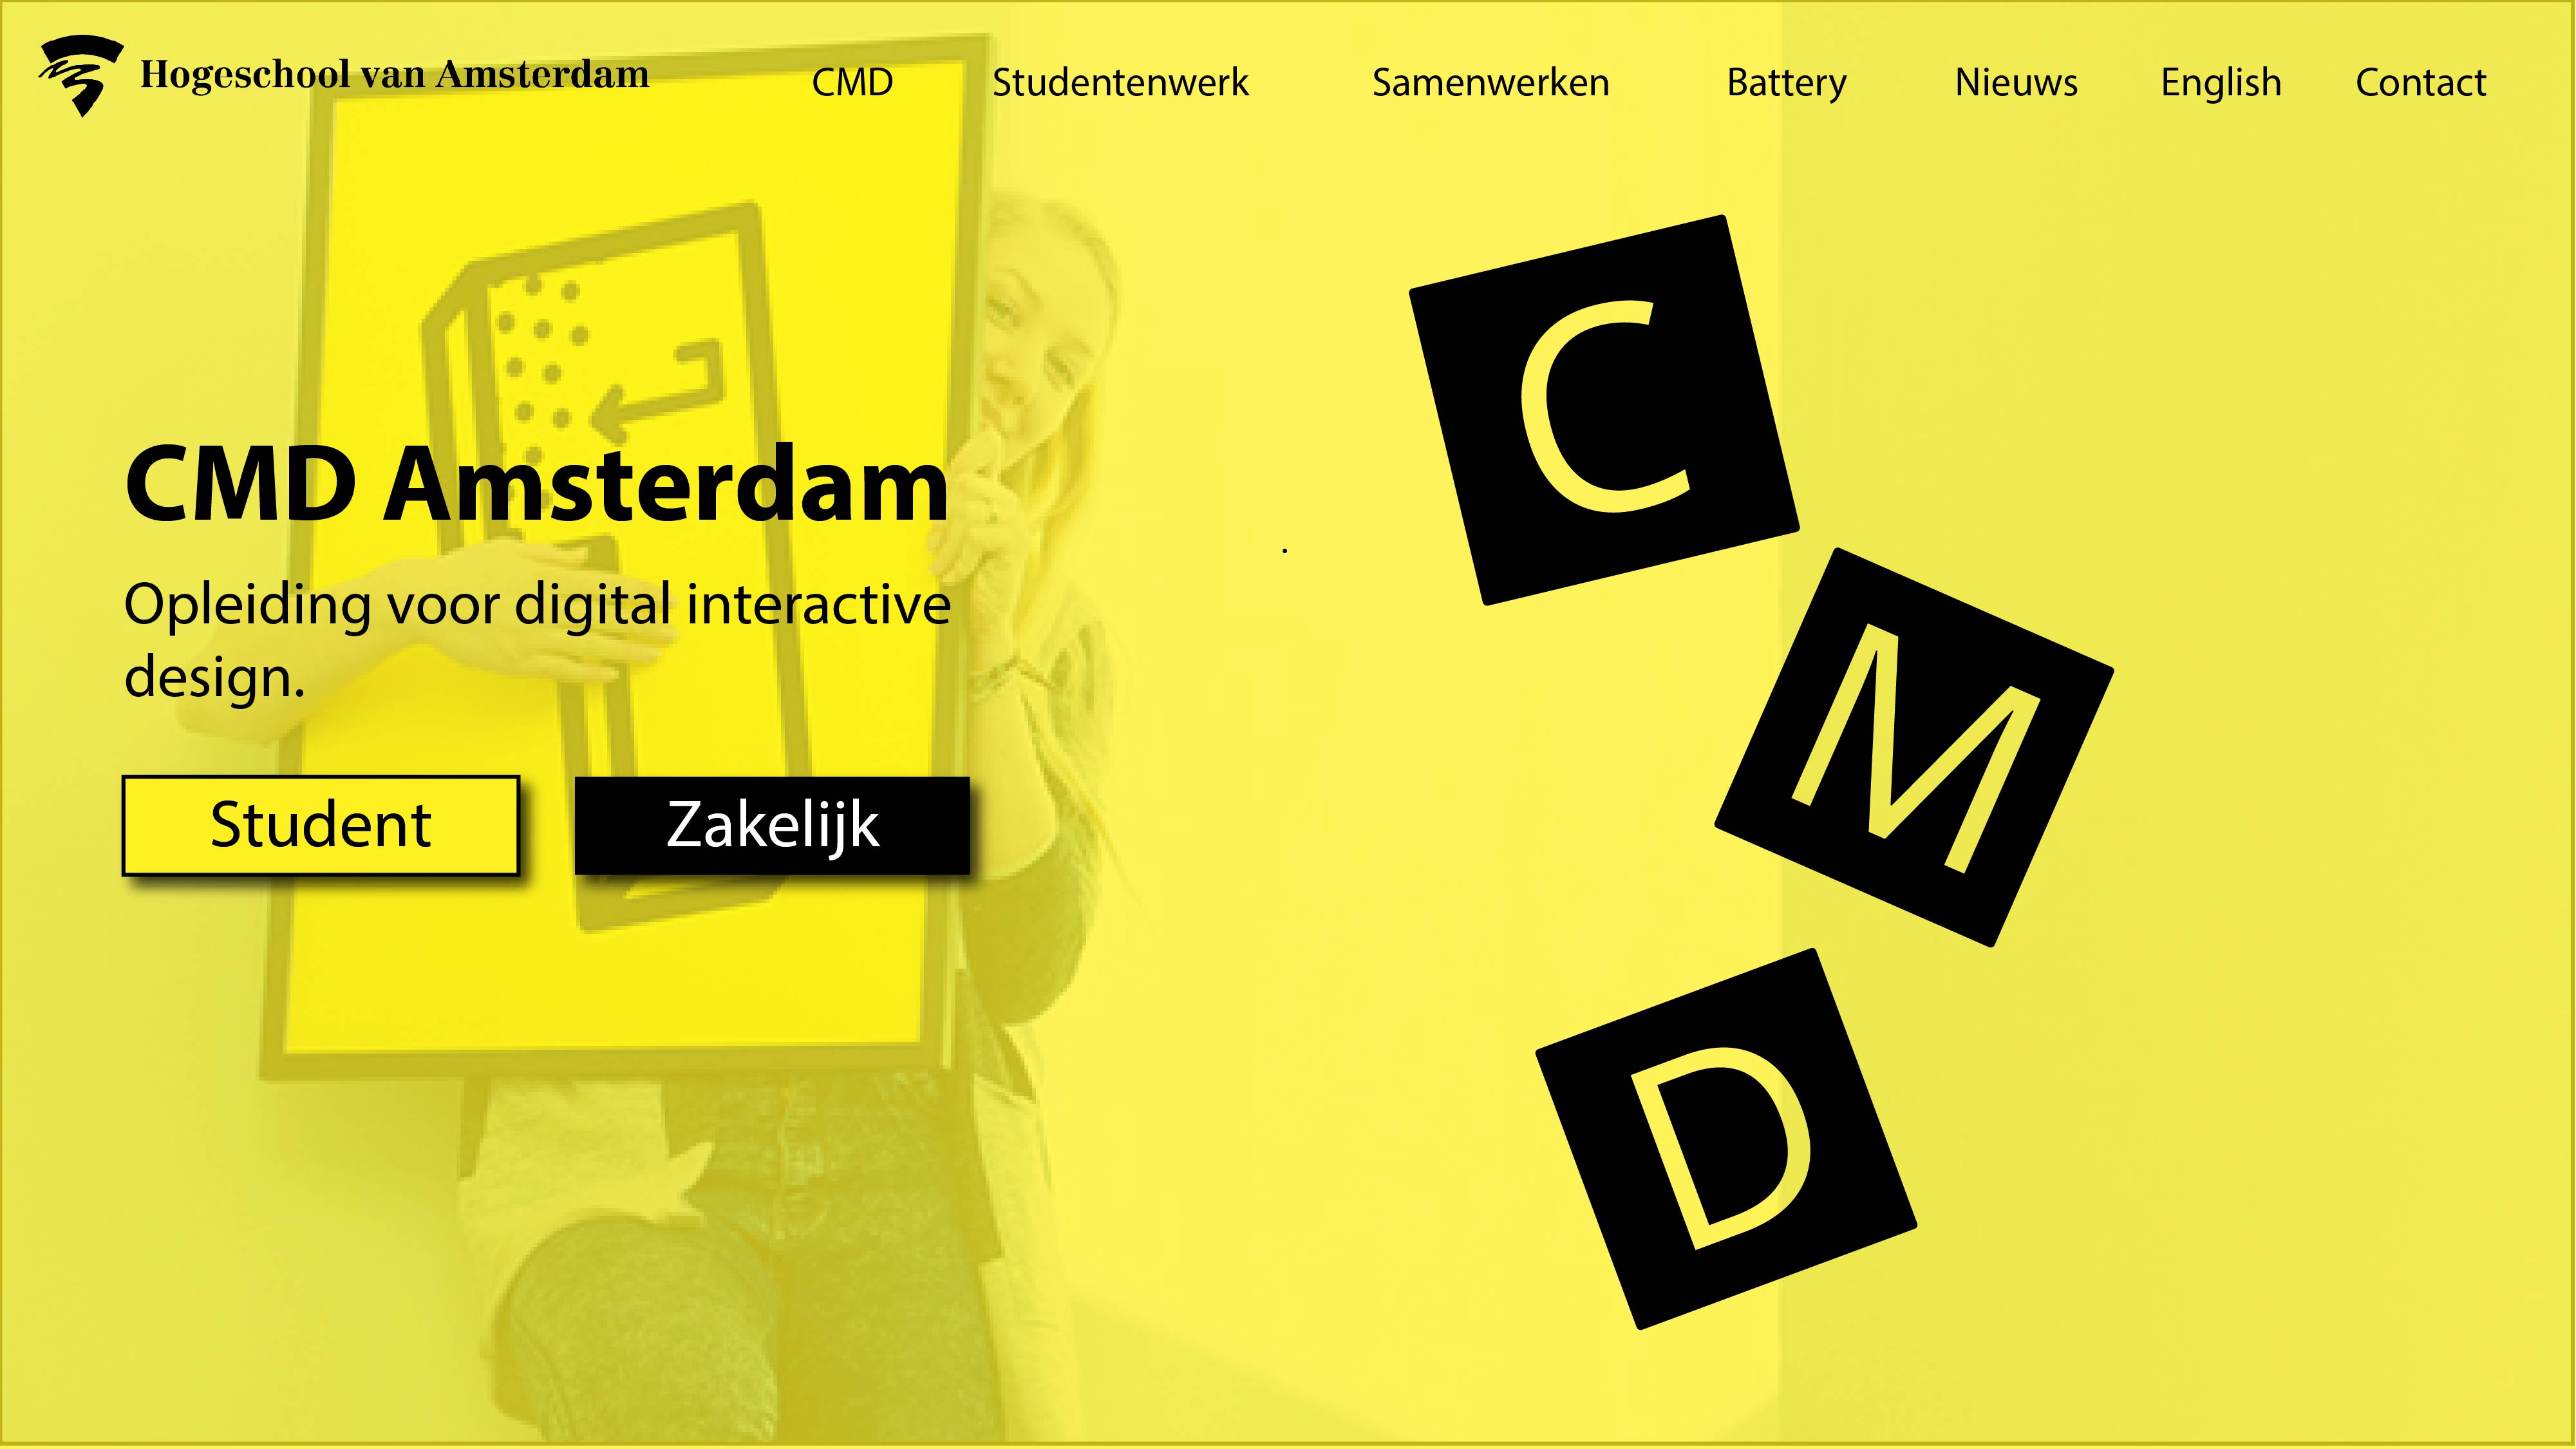 Hogeschool van Amsterdam
CMD
Studentenwerk
Samenwerken
Battery
Nieuws
English
Contact
CMD Amsterdam
Opleiding voor digital interactive
design.
Student
Zakelijk
C
M
D